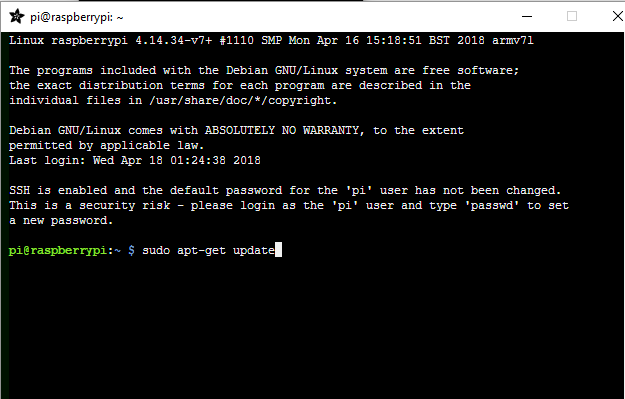 pi@raspberrypi: ~
Linux raspberrypi 4.14.34-v7+ #1110 SMP Mon Apr 16 15:18:51 BST 2018 armv7l
The programs included with the Debian GNU/Linux system are free software;
the exact distribution terms for each program are described in the
individual files in /usr/share/doc/*/copyright.
Debian GNU/Linux comes with ABSOLUTELY NO WARRANTY, to the extent
permitted by applicable law.
Last login: Wed Apr 18 01:24:38 2018
SSH is enabled and the default password for the 'pi' user has not been changed.
This is a security risk - please login as the 'pi' user and type 'passwd' to set
a new password.
pi@raspberrypi:~ $ sudo apt-get update